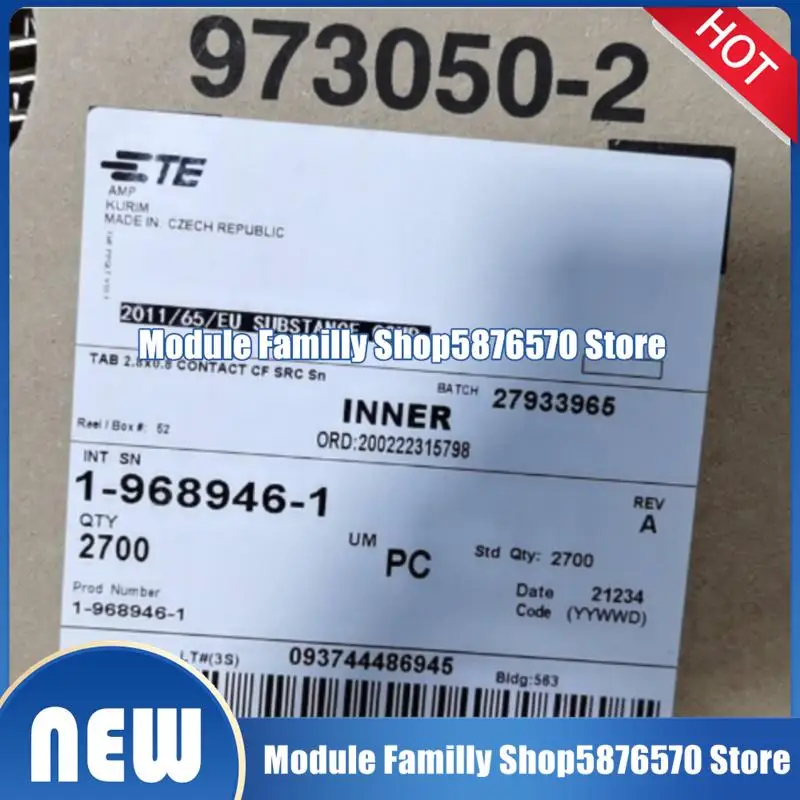 973050-2
HOT
TE
AMP
KURIM
MADE IN. CZECH REPUBLIC
2011/65/EU SUBSTANCE
Module Familly Shop5876570 Store
TAB 2.8x0.8 CONTACT CF SRC Sn
BATCH 27933965
INNER
Reel / Box #: 52
ORD:200222315798
INT SN
1-968946-1
REV
A
QTY
2700
UM
PC
Std Qty: 2700
Prod Number
1-968946-1
Date 21234
Code (YYWWD)
LT#(3S) 093744486945
Bldg:563
NEW
Module Familly Shop5876570 Store